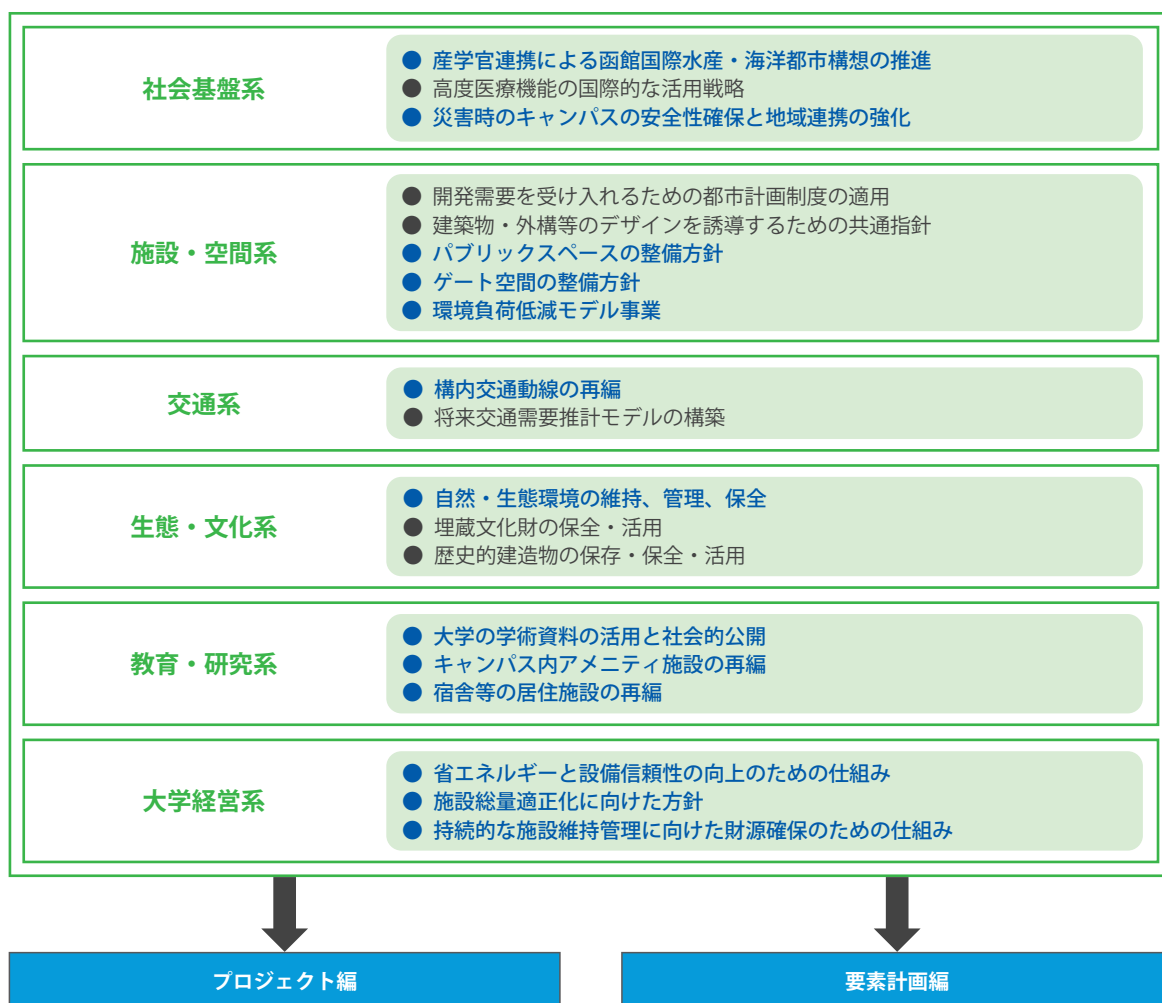 社会基盤系
● 産学官連携による函館国際水産・海洋都市構想の推進
● 高度医療機能の国際的な活用戦略
● 災害時のキャンパスの安全性確保と地域連携の強化
施設・空間系
● 開発需要を受け入れるための都市計画制度の適用
● 建築物・外構等のデザインを誘導するための共通指針
● パブリックスペースの整備方針
● ゲート空間の整備方針
● 環境負荷低減モデル事業
交通系
● 構内交通動線の再編
● 将来交通需要推計モデルの構築
生態・文化系
● 自然・生態環境の維持、管理、保全
● 埋蔵文化財の保全・活用
● 歴史的建造物の保存・保全・活用
教育・研究系
● 大学の学術資料の活用と社会的公開
● キャンパス内アメニティ施設の再編
● 宿舎等の居住施設の再編
大学経営系
● 省エネルギーと設備信頼性の向上のための仕組み
● 施設総量適正化に向けた方針
● 持続的な施設維持管理に向けた財源確保のための仕組み
プロジェクト編
要素計画編